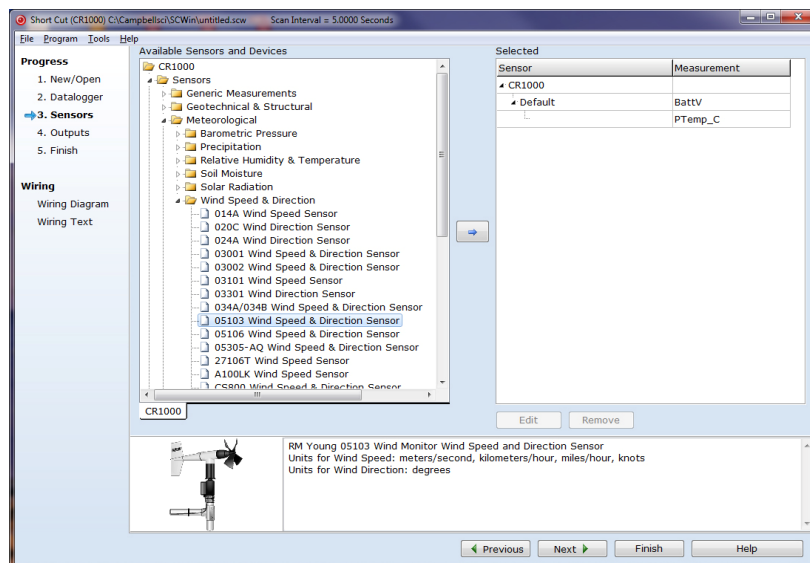 Short Cut (CR1000) C:\Campbellsci\SCWin\untitled.scw Scan Interval = 5.0000 Seconds
File Program Tools Help
Progress
1. New/Open
2. Datalogger
3. Sensors
4. Outputs
5. Finish
Wiring
Wiring Diagram
Wiring Text
Available Sensors and Devices
CR1000
Sensors
Generic Measurements
Geotechnical & Structural
Meteorological
Barometric Pressure
Precipitation
Relative Humidity & Temperature
Soil Moisture
Solar Radiation
Wind Speed & Direction
014A Wind Speed Sensor
020C Wind Direction Sensor
024A Wind Direction Sensor
03001 Wind Speed & Direction Sensor
03002 Wind Speed & Direction Sensor
03101 Wind Speed Sensor
03301 Wind Direction Sensor
034A/034B Wind Speed & Direction Sensor
05103 Wind Speed & Direction Sensor
05106 Wind Speed & Direction Sensor
05305-AQ Wind Speed & Direction Sensor
27106T Wind Speed Sensor
A100LK Wind Speed Sensor
CS800 Wind Speed & Direction Sensor
CR1000
Selected
Sensor Measurement
CR1000
Default BattV
PTemp_C
Edit Remove
RM Young 05103 Wind Monitor Wind Speed and Direction Sensor
Units for Wind Speed: meters/second, kilometers/hour, miles/hour, knots
Units for Wind Direction: degrees
Previous Next Finish Help